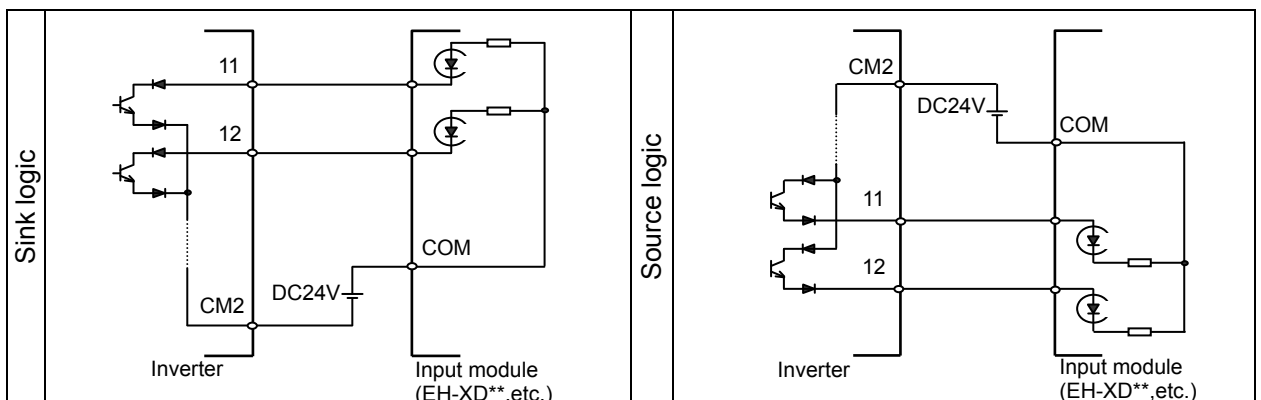 Sink logic
11
12
COM
DC24V
CM2
Inverter
Input module
(EH-XD**,etc.)
Source logic
CM2
DC24V
COM
11
12
Inverter
Input module
(EH-XD**,etc.)